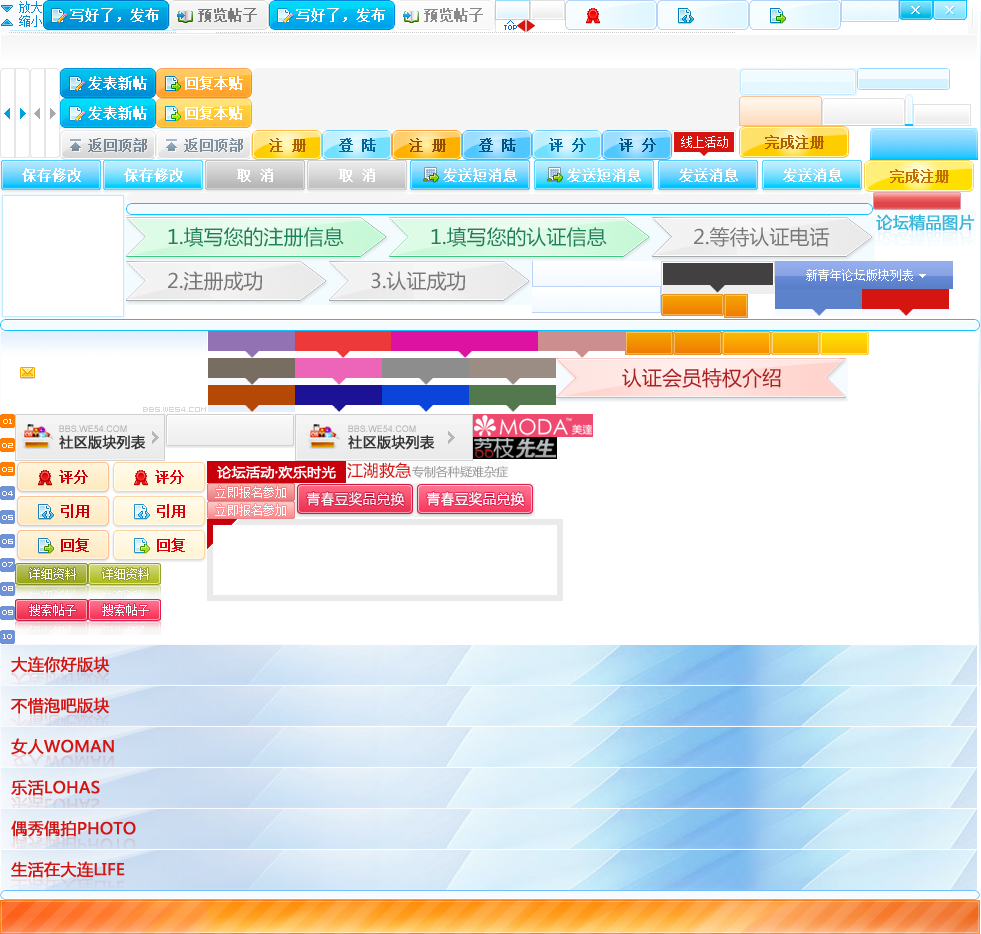 放大
缩小
写好了，发布
预览帖子
写好了，发布
预览帖子
TOP
发表新帖
回复本贴
发表新帖
回复本贴
返回顶部
返回顶部
注 册
登 陆
注 册
登 陆
评 分
评 分
线上活动
完成注册
保存修改
保存修改
取 消
取 消
发送短消息
发送短消息
发送消息
发送消息
完成注册
论坛精品图片
1.填写您的注册信息
1.填写您的认证信息
2.等待认证电话
2.注册成功
3.认证成功
新青年论坛版块列表
认证会员特权介绍
BBS.WE54.COM
01
02
03
04
05
06
07
08
09
10
BBS.WE54.COM
社区版块列表
BBS.WE54.COM
社区版块列表
MODA™美達
荔枝先生
评分
评分
引用
引用
回复
回复
详细资料
详细资料
搜索帖子
搜索帖子
论坛活动·欢乐时光
江湖救急专制各种疑难杂症
立即报名参加
立即报名参加
青春豆奖品兑换
青春豆奖品兑换
大连你好版块
不惜泡吧版块
女人WOMAN
乐活LOHAS
偶秀偶拍PHOTO
生活在大连LIFE